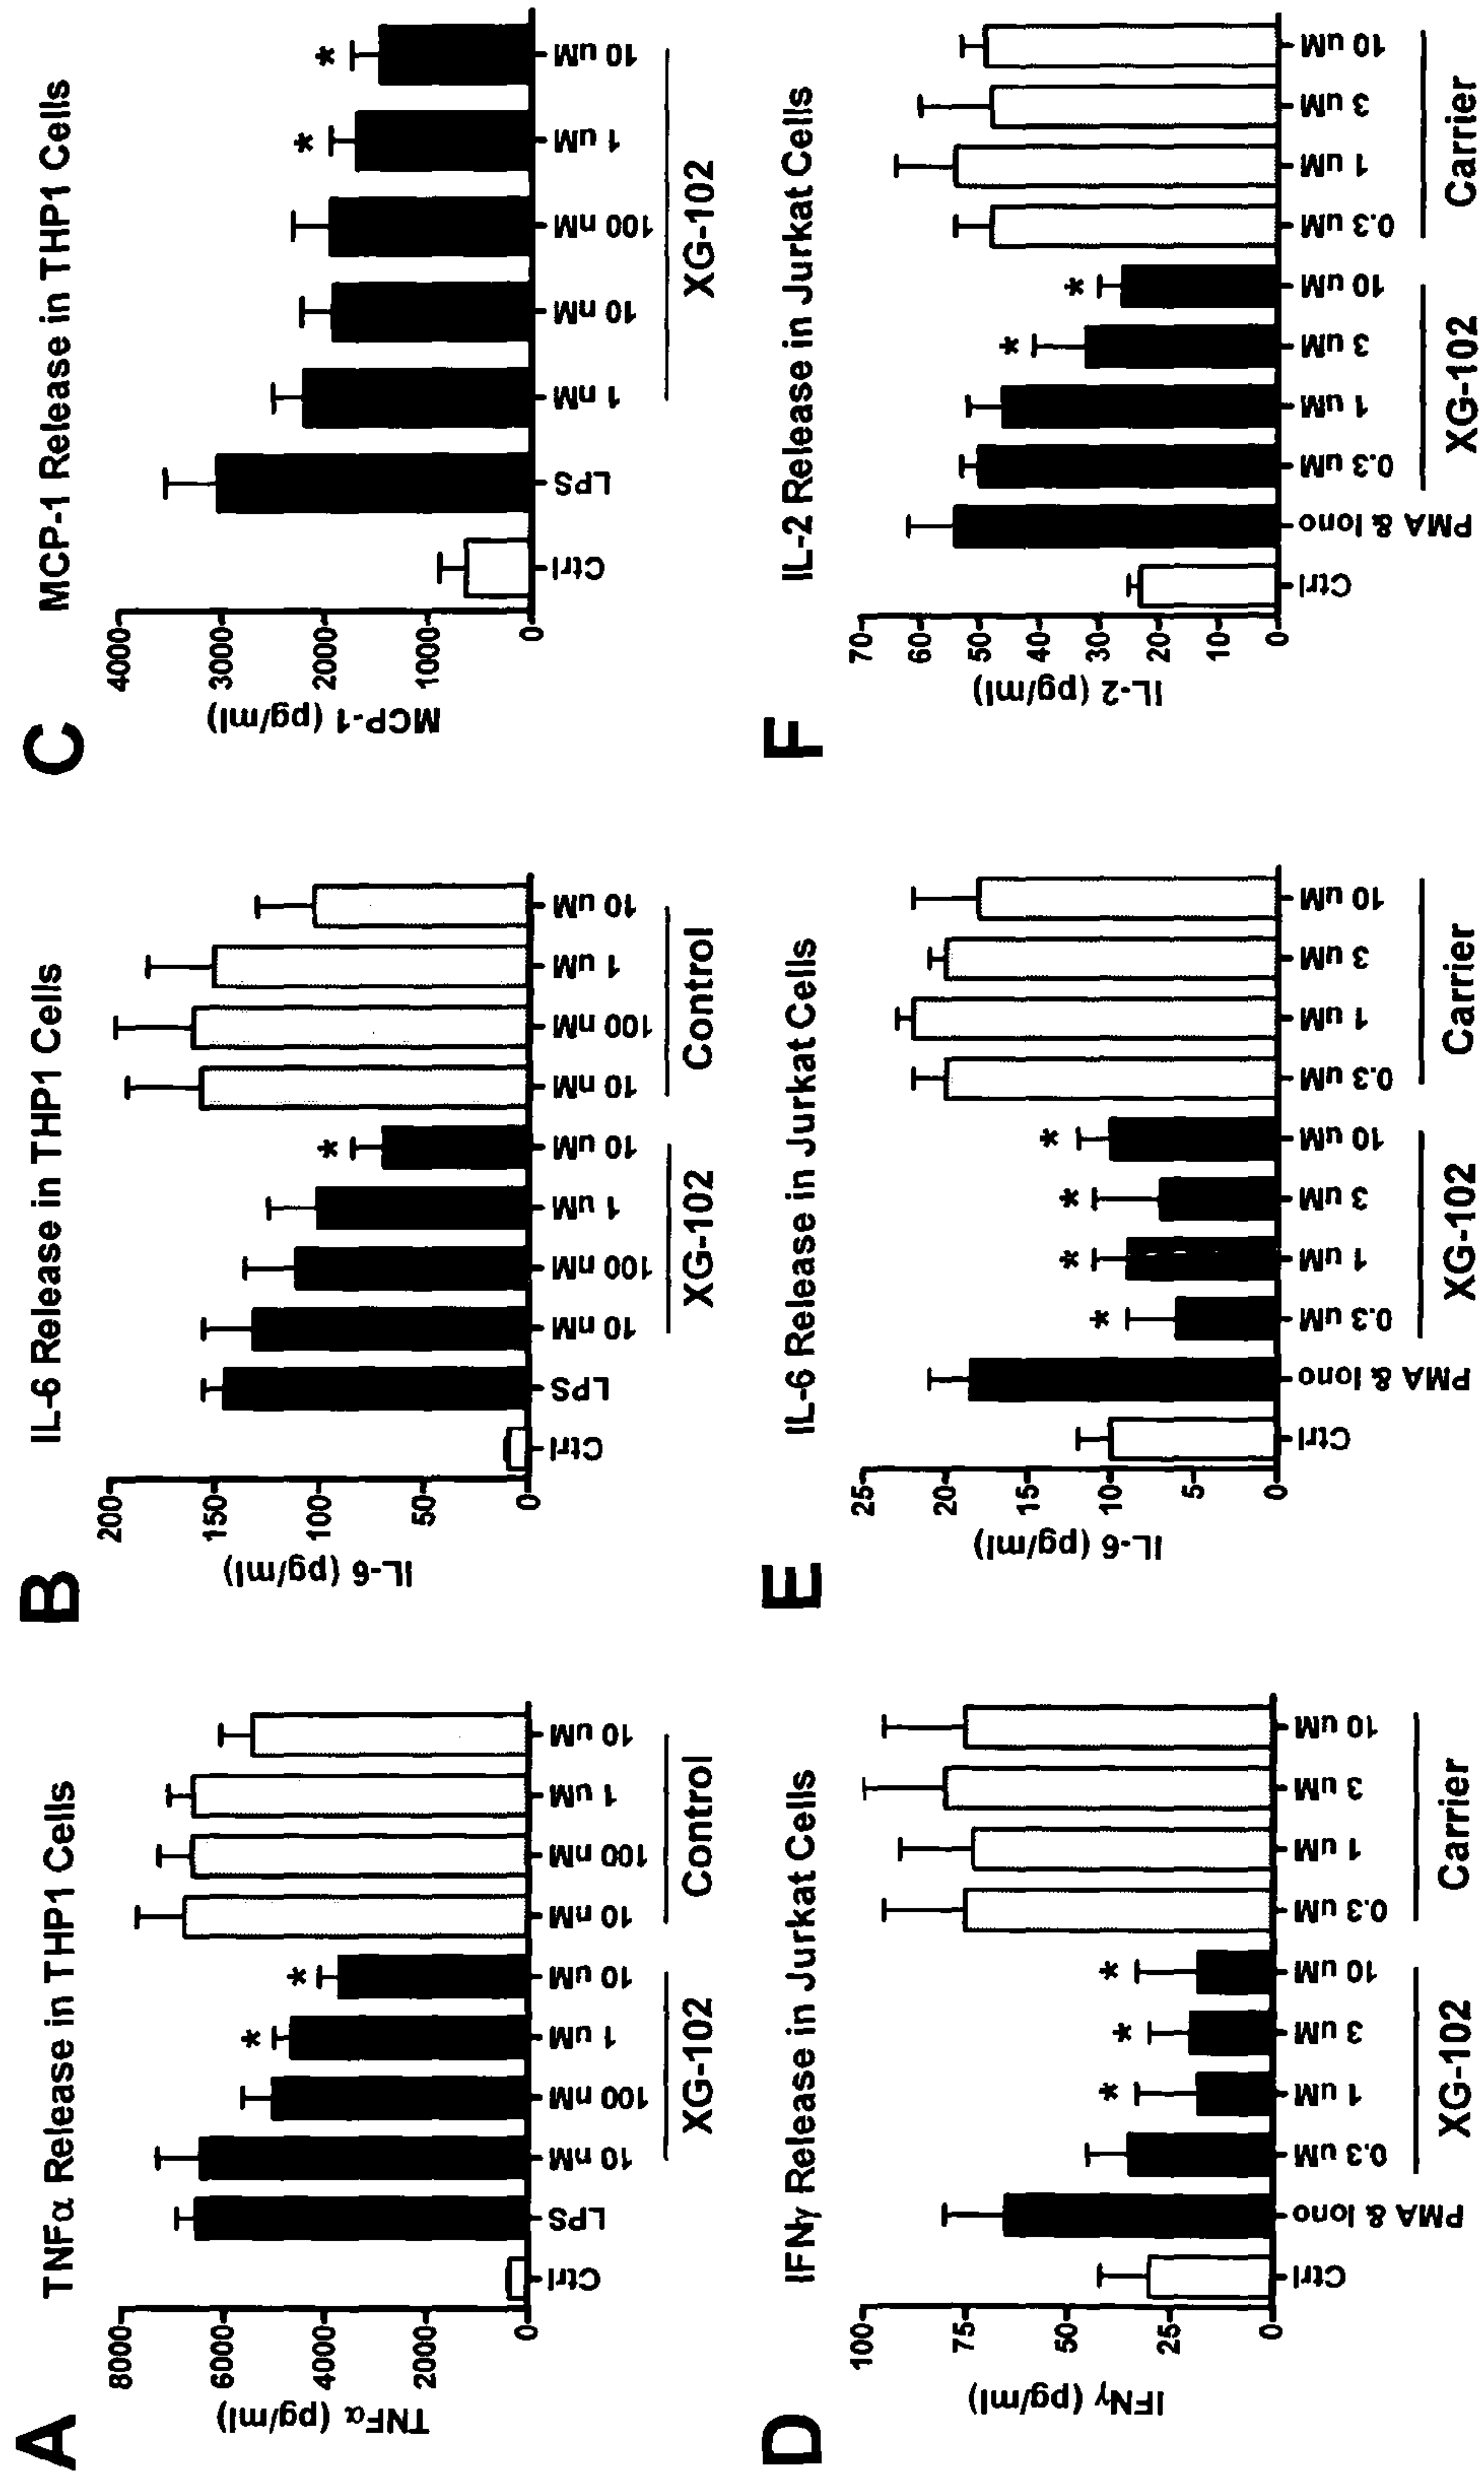 A
TNFα Release in THP1 Cells
TNFα (pg/ml)
8000
6000
4000
2000
0
*
*
Ctrl
LPS
10 nM
100 nM
1 uM
10 uM
10 nM
100 nM
1 uM
10 uM
XG-102
Control
B
IL-6 Release in THP1 Cells
IL-6 (pg/ml)
200
150
100
50
0
*
Ctrl
LPS
10 nM
100 nM
1 uM
10 uM
10 nM
100 nM
1 uM
10 uM
XG-102
Control
C
MCP-1 Release in THP1 Cells
MCP-1 (pg/ml)
4000
3000
2000
1000
0
*
*
Ctrl
LPS
1 nM
10 nM
100 nM
1 uM
10 uM
XG-102
D
IFNγ Release in Jurkat Cells
IFNγ (pg/ml)
100
75
50
25
0
*
*
*
Ctrl
PMA & Iono
0.3 uM
1 uM
3 uM
10 uM
0.3 uM
1 uM
3 uM
10 uM
XG-102
Carrier
E
IL-6 Release in Jurkat Cells
IL-6 (pg/ml)
25
20
15
10
5
0
*
*
*
*
Ctrl
PMA & Iono
0.3 uM
1 uM
3 uM
10 uM
0.3 uM
1 uM
3 uM
10 uM
XG-102
Carrier
F
IL-2 Release in Jurkat Cells
IL-2 (pg/ml)
70
60
50
40
30
20
10
0
*
*
Ctrl
PMA & Iono
0.3 uM
1 uM
3 uM
10 uM
0.3 uM
1 uM
3 uM
10 uM
XG-102
Carrier